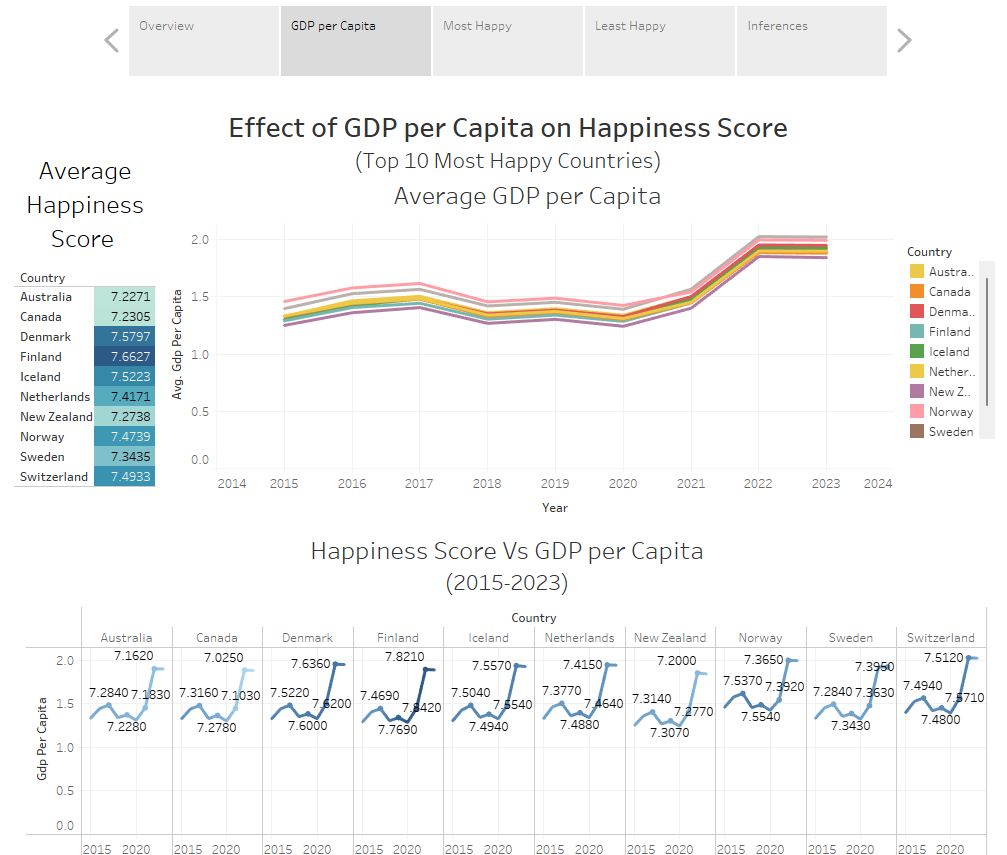 Overview
GDP per Capita
Most Happy
Least Happy
Inferences
Effect of GDP per Capita on Happiness Score
(Top 10 Most Happy Countries)
Average GDP per Capita
Average
Happiness
Score
Country
Australia 7.2271
Canada 7.2305
Denmark 7.5797
Finland 7.6627
Iceland 7.5223
Netherlands 7.4171
New Zealand 7.2738
Norway 7.4739
Sweden 7.3435
Switzerland 7.4933
Avg. Gdp Per Capita
2.0
1.5
1.0
0.5
0.0
2014 2015 2016 2017 2018 2019 2020 2021 2022 2023 2024
Year
Country
Austra..
Canada
Denma..
Finland
Iceland
Nether..
New Z..
Norway
Sweden
Happiness Score Vs GDP per Capita
(2015-2023)
Country
Australia Canada Denmark Finland Iceland Netherlands New Zealand Norway Sweden Switzerland
Gdp Per Capita
2.0
1.5
1.0
0.5
0.0
7.1620
7.2840 7.1830
7.2280
7.0250
7.3160 7.1030
7.2780
7.6360
7.5220 7.6200
7.6000
7.8210
7.4690 7.8420
7.7690
7.5570
7.5040 7.5540
7.4940
7.4150
7.3770 7.4640
7.4880
7.2000
7.3140 7.2770
7.3070
7.3650
7.5370 7.3920
7.5540
7.3950
7.2840 7.3630
7.3430
7.5120
7.4940 7.5710
7.4800
2015 2020 2015 2020 2015 2020 2015 2020 2015 2020 2015 2020 2015 2020 2015 2020 2015 2020 2015 2020